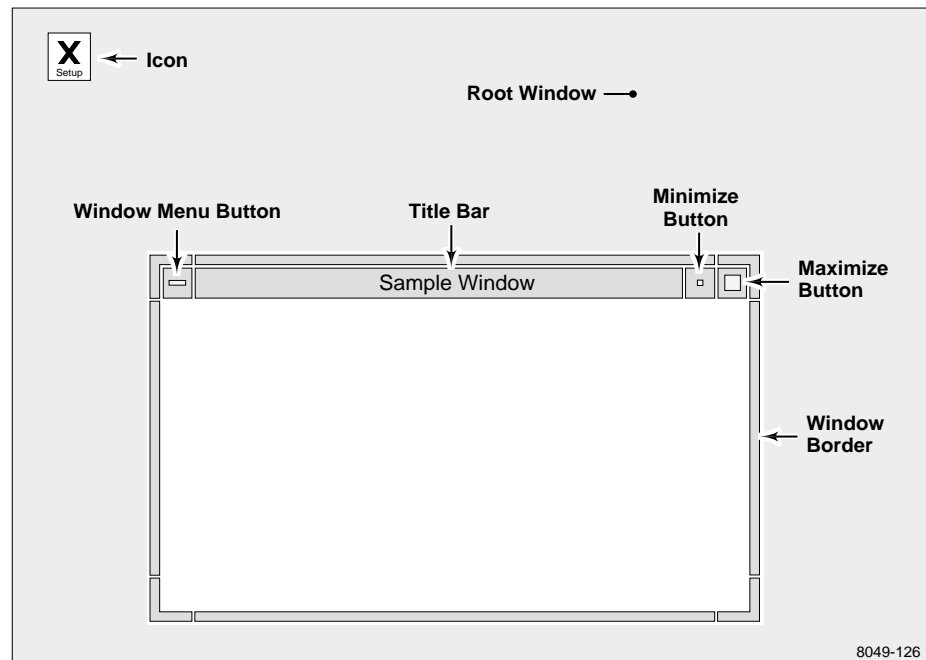 X
Setup
Icon
Root Window
Window Menu Button
Title Bar
Minimize
Button
Sample Window
Maximize
Button
Window
Border
8049-126